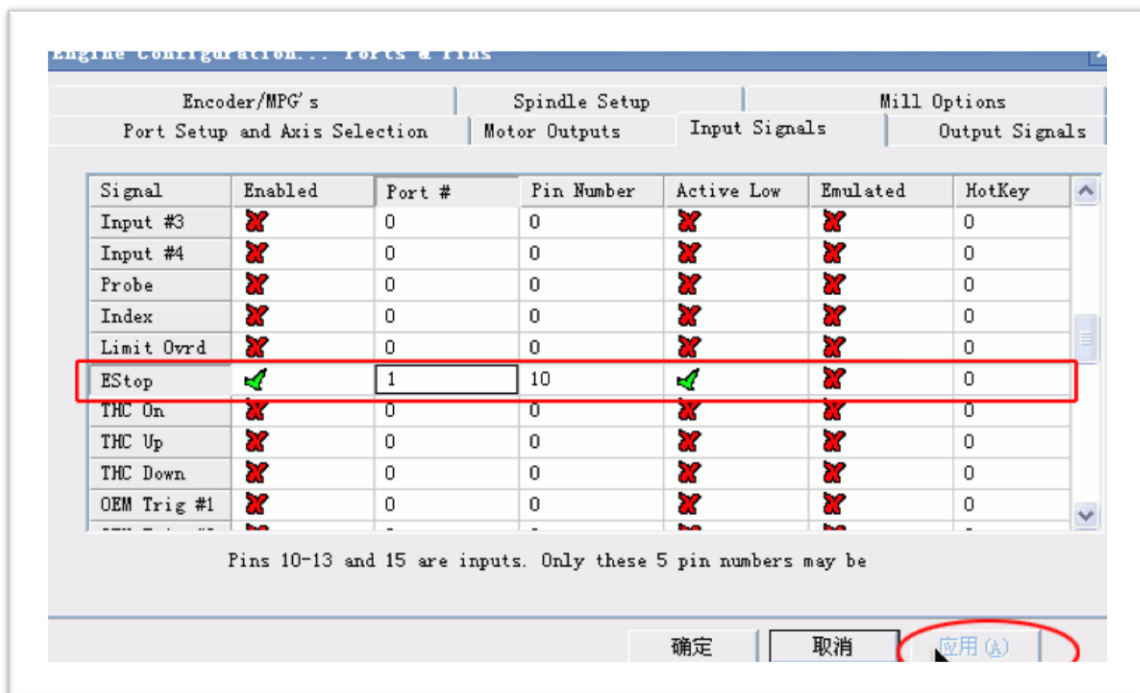 Engine Configuration... Ports & Pins
Encoder/MPG's Spindle Setup Mill Options
Port Setup and Axis Selection Motor Outputs Input Signals Output Signals
Signal Enabled Port # Pin Number Active Low Emulated HotKey
Input #3 0 0 0
Input #4 0 0 0
Probe 0 0 0
Index 0 0 0
Limit Ovrd 0 0 0
EStop 1 10 0
THC On 0 0 0
THC Up 0 0 0
THC Down 0 0 0
OEM Trig #1 0 0 0
Pins 10-13 and 15 are inputs. Only these 5 pin numbers may be
确定 取消 应用(A)